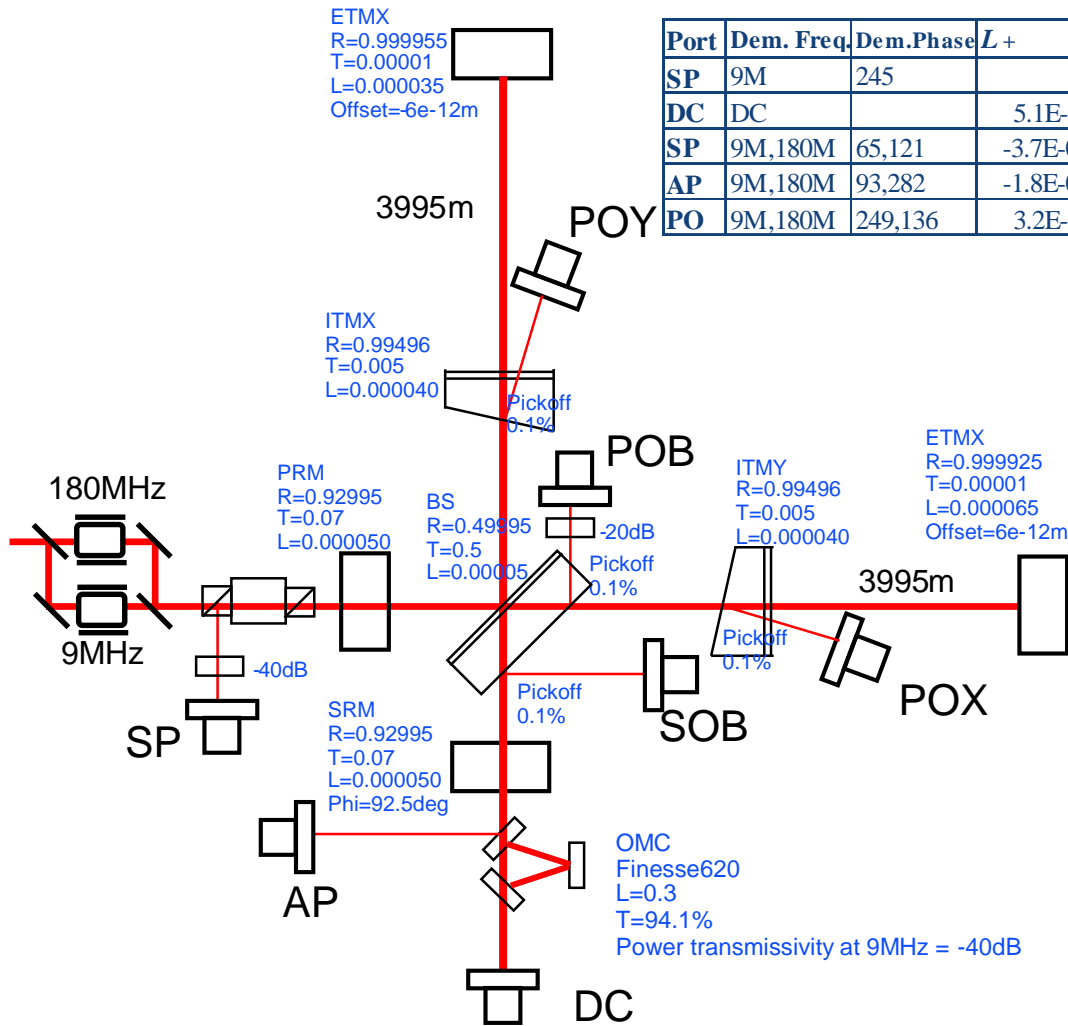 ETMX
R=0.999955
T=0.00001
L=0.000035
Offset=-6e-12m
Port Dem. Freq. Dem.Phase L +
SP 9M 245
DC DC 5.1E-
SP 9M,180M 65,121 -3.7E-
AP 9M,180M 93,282 -1.8E-
PO 9M,180M 249,136 3.2E-
3995m
POY
ITMX
R=0.99496
T=0.005
L=0.000040
Pickoff
0.1%
POB
-20dB
Pickoff
0.1%
ETMX
R=0.999925
T=0.00001
L=0.000065
Offset=6e-12m
ITMY
R=0.99496
T=0.005
L=0.000040
3995m
Pickoff
0.1%
POX
180MHz
9MHz
PRM
R=0.92995
T=0.07
L=0.000050
BS
R=0.49995
T=0.5
L=0.00005
-40dB
SP
Pickoff
0.1%
SOB
SRM
R=0.92995
T=0.07
L=0.000050
Phi=92.5deg
AP
OMC
Finesse620
L=0.3
T=94.1%
Power transmissivity at 9MHz = -40dB
DC